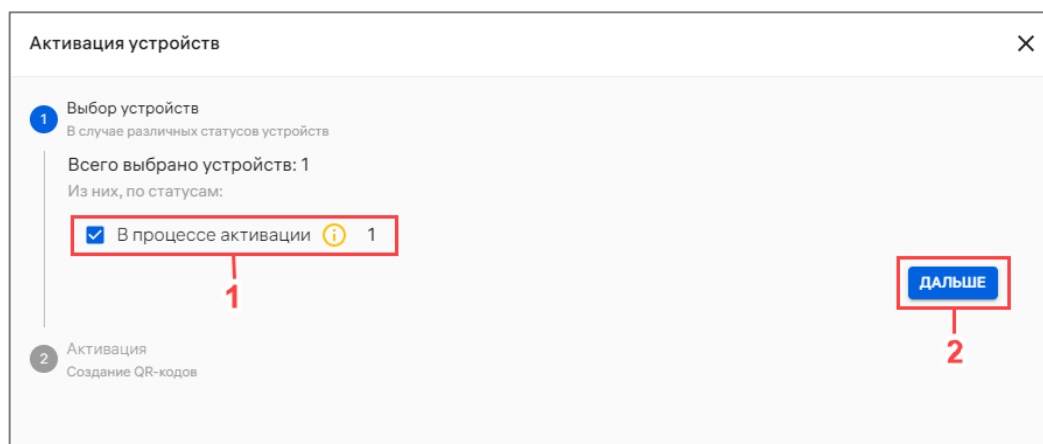 Активация устройств
1
Выбор устройств
В случае различных статусов устройств
Всего выбрано устройств: 1
Из них, по статусам:
В процессе активации 1
1
ДАЛЬШЕ
2
2
Активация
Создание QR-кодов